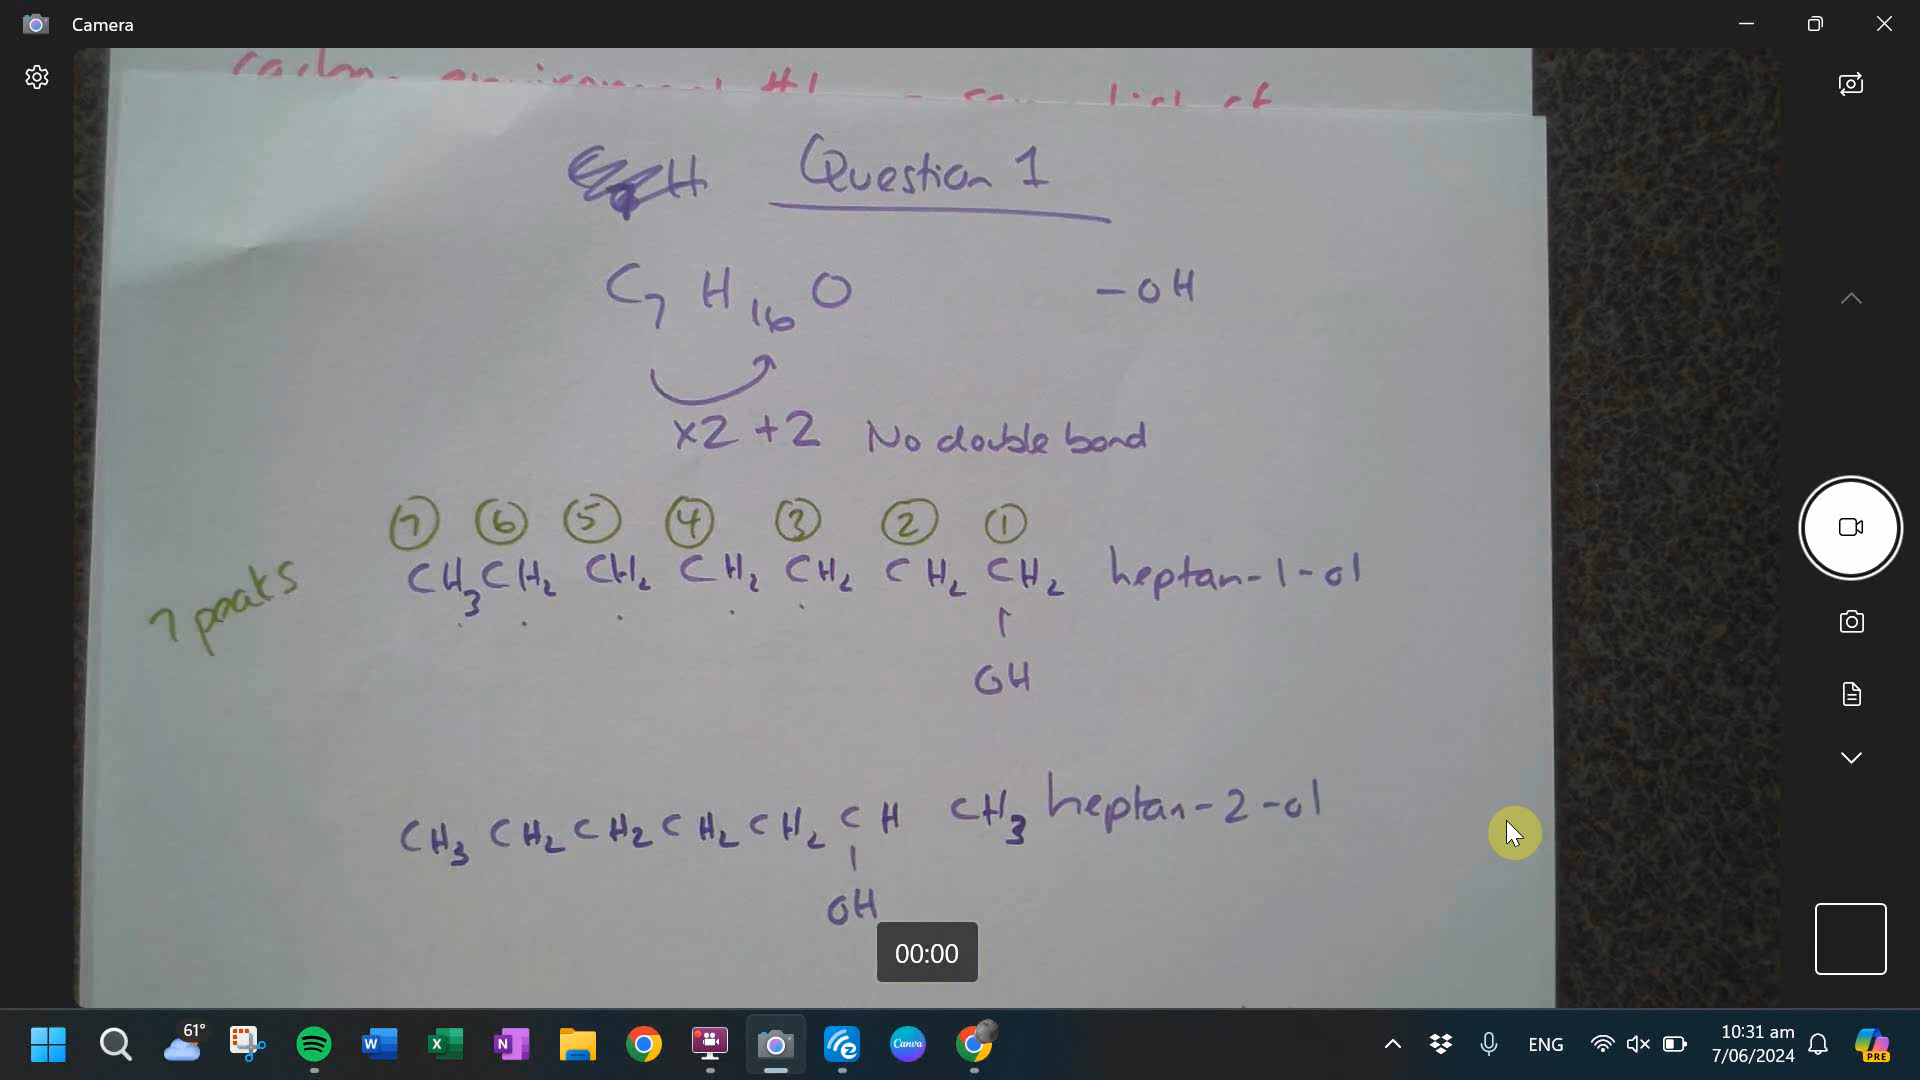 Camera
Question 1
H
C7 H16 O
-OH
x2 +2 No double bond
7 6 5 4 3 2 1
CH3 CH2 CH2 CH2 CH2 CH2 CH2 heptan-1-ol
7 peaks
OH
CH3 CH2 CH2 CH2 CH2 CH CH3 heptan-2-ol
OH
00:00
61°
Canva
ENG
10:31 am
7/06/2024
PRE